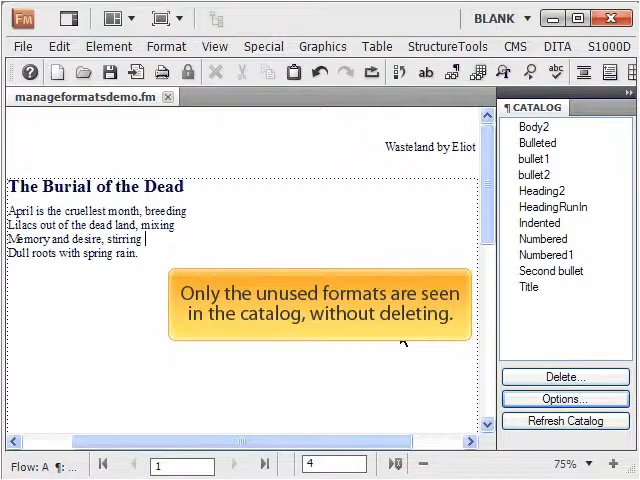 Fm
BLANK
File Edit Element Format View Special Graphics Table StructureTools CMS DITA S1000D
ab
abc
manageformatsdemo.fm
¶ CATALOG
Wasteland by Eliot
The Burial of the Dead
April is the cruellest month, breeding
Lilacs out of the dead land, mixing
Memory and desire, stirring
Dull roots with spring rain.
Only the unused formats are seen
in the catalog, without deleting.
Body2
Bulleted
bullet1
bullet2
Heading2
HeadingRunIn
Indented
Numbered
Numbered1
Second bullet
Title
Delete...
Options...
Refresh Catalog
Flow: A ¶: ...
1
4
75%